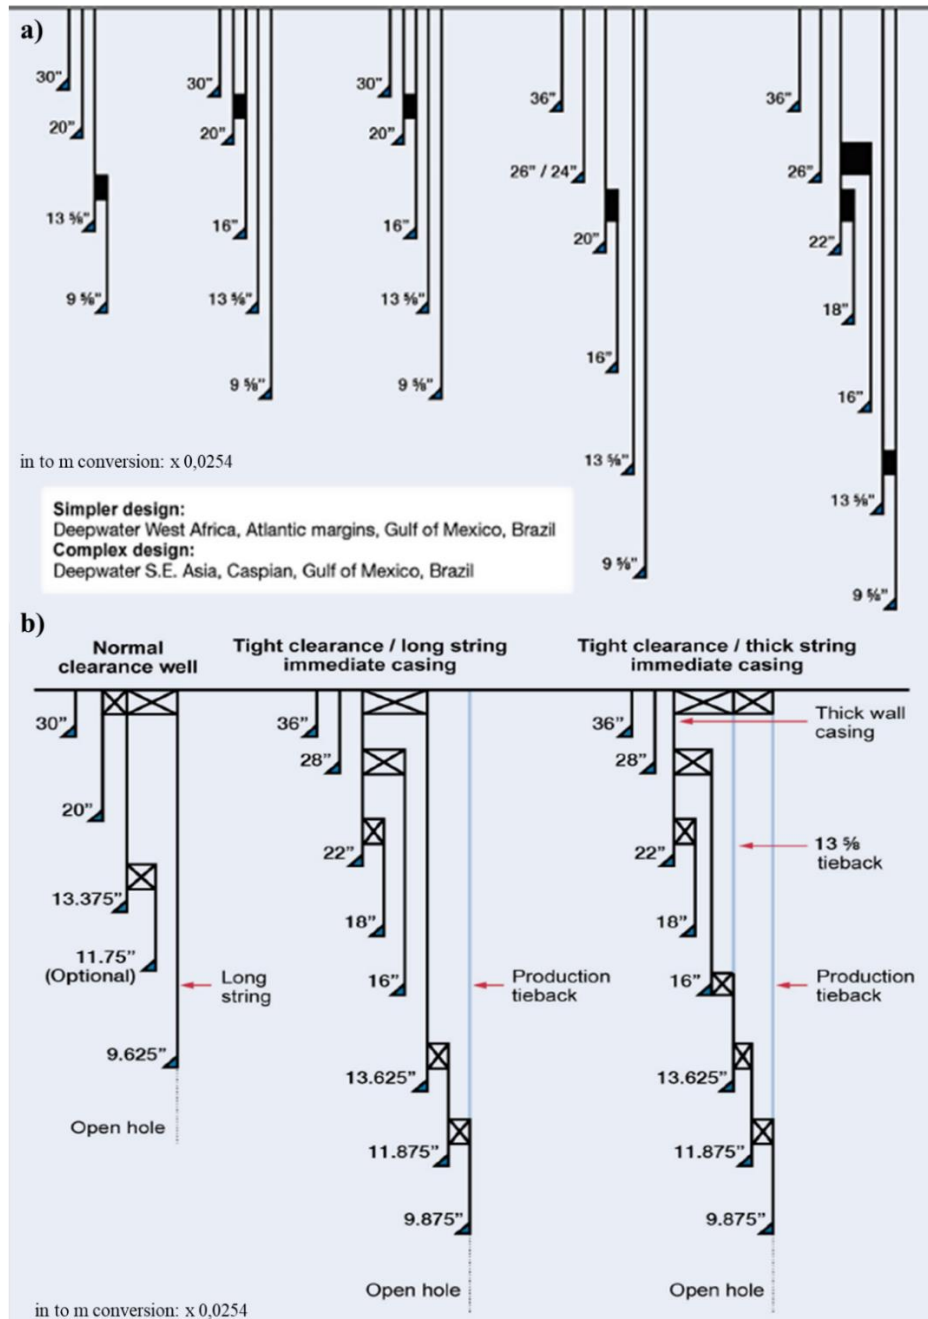 a)
30”
20”
13 ⅝”
9 ⅝”
30”
20”
16”
13 ⅝”
9 ⅝”
30”
20”
16”
13 ⅝”
9 ⅝”
36”
26” / 24”
20”
16”
13 ⅝”
9 ⅝”
36”
26”
22”
18”
16”
13 ⅝”
9 ⅝”
in to m conversion: x 0,0254
Simpler design:
Deepwater West Africa, Atlantic margins, Gulf of Mexico, Brazil
Complex design:
Deepwater S.E. Asia, Caspian, Gulf of Mexico, Brazil
b)
Normal
clearance well
30”
20”
13.375”
11.75”
(Optional)
Long
string
9.625”
Open hole
Tight clearance / long string
immediate casing
36”
28”
22”
18”
16”
Production
tieback
13.625”
11.875”
9.875”
Open hole
Tight clearance / thick string
immediate casing
36”
Thick wall
casing
28”
22”
13 ⅝
tieback
18”
16”
Production
tieback
13.625”
11.875”
9.875”
Open hole
in to m conversion: x 0,0254